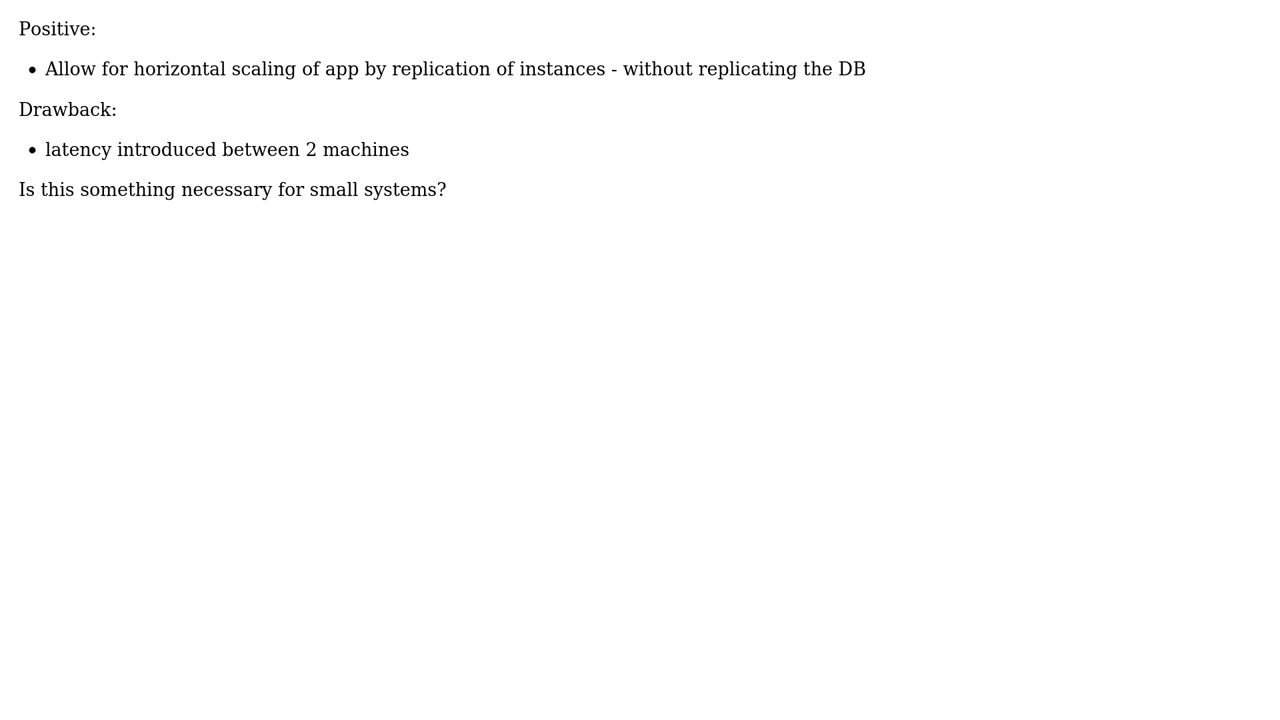 Positive:
• Allow for horizontal scaling of app by replication of instances - without replicating the DB
Drawback:
• latency introduced between 2 machines
Is this something necessary for small systems?